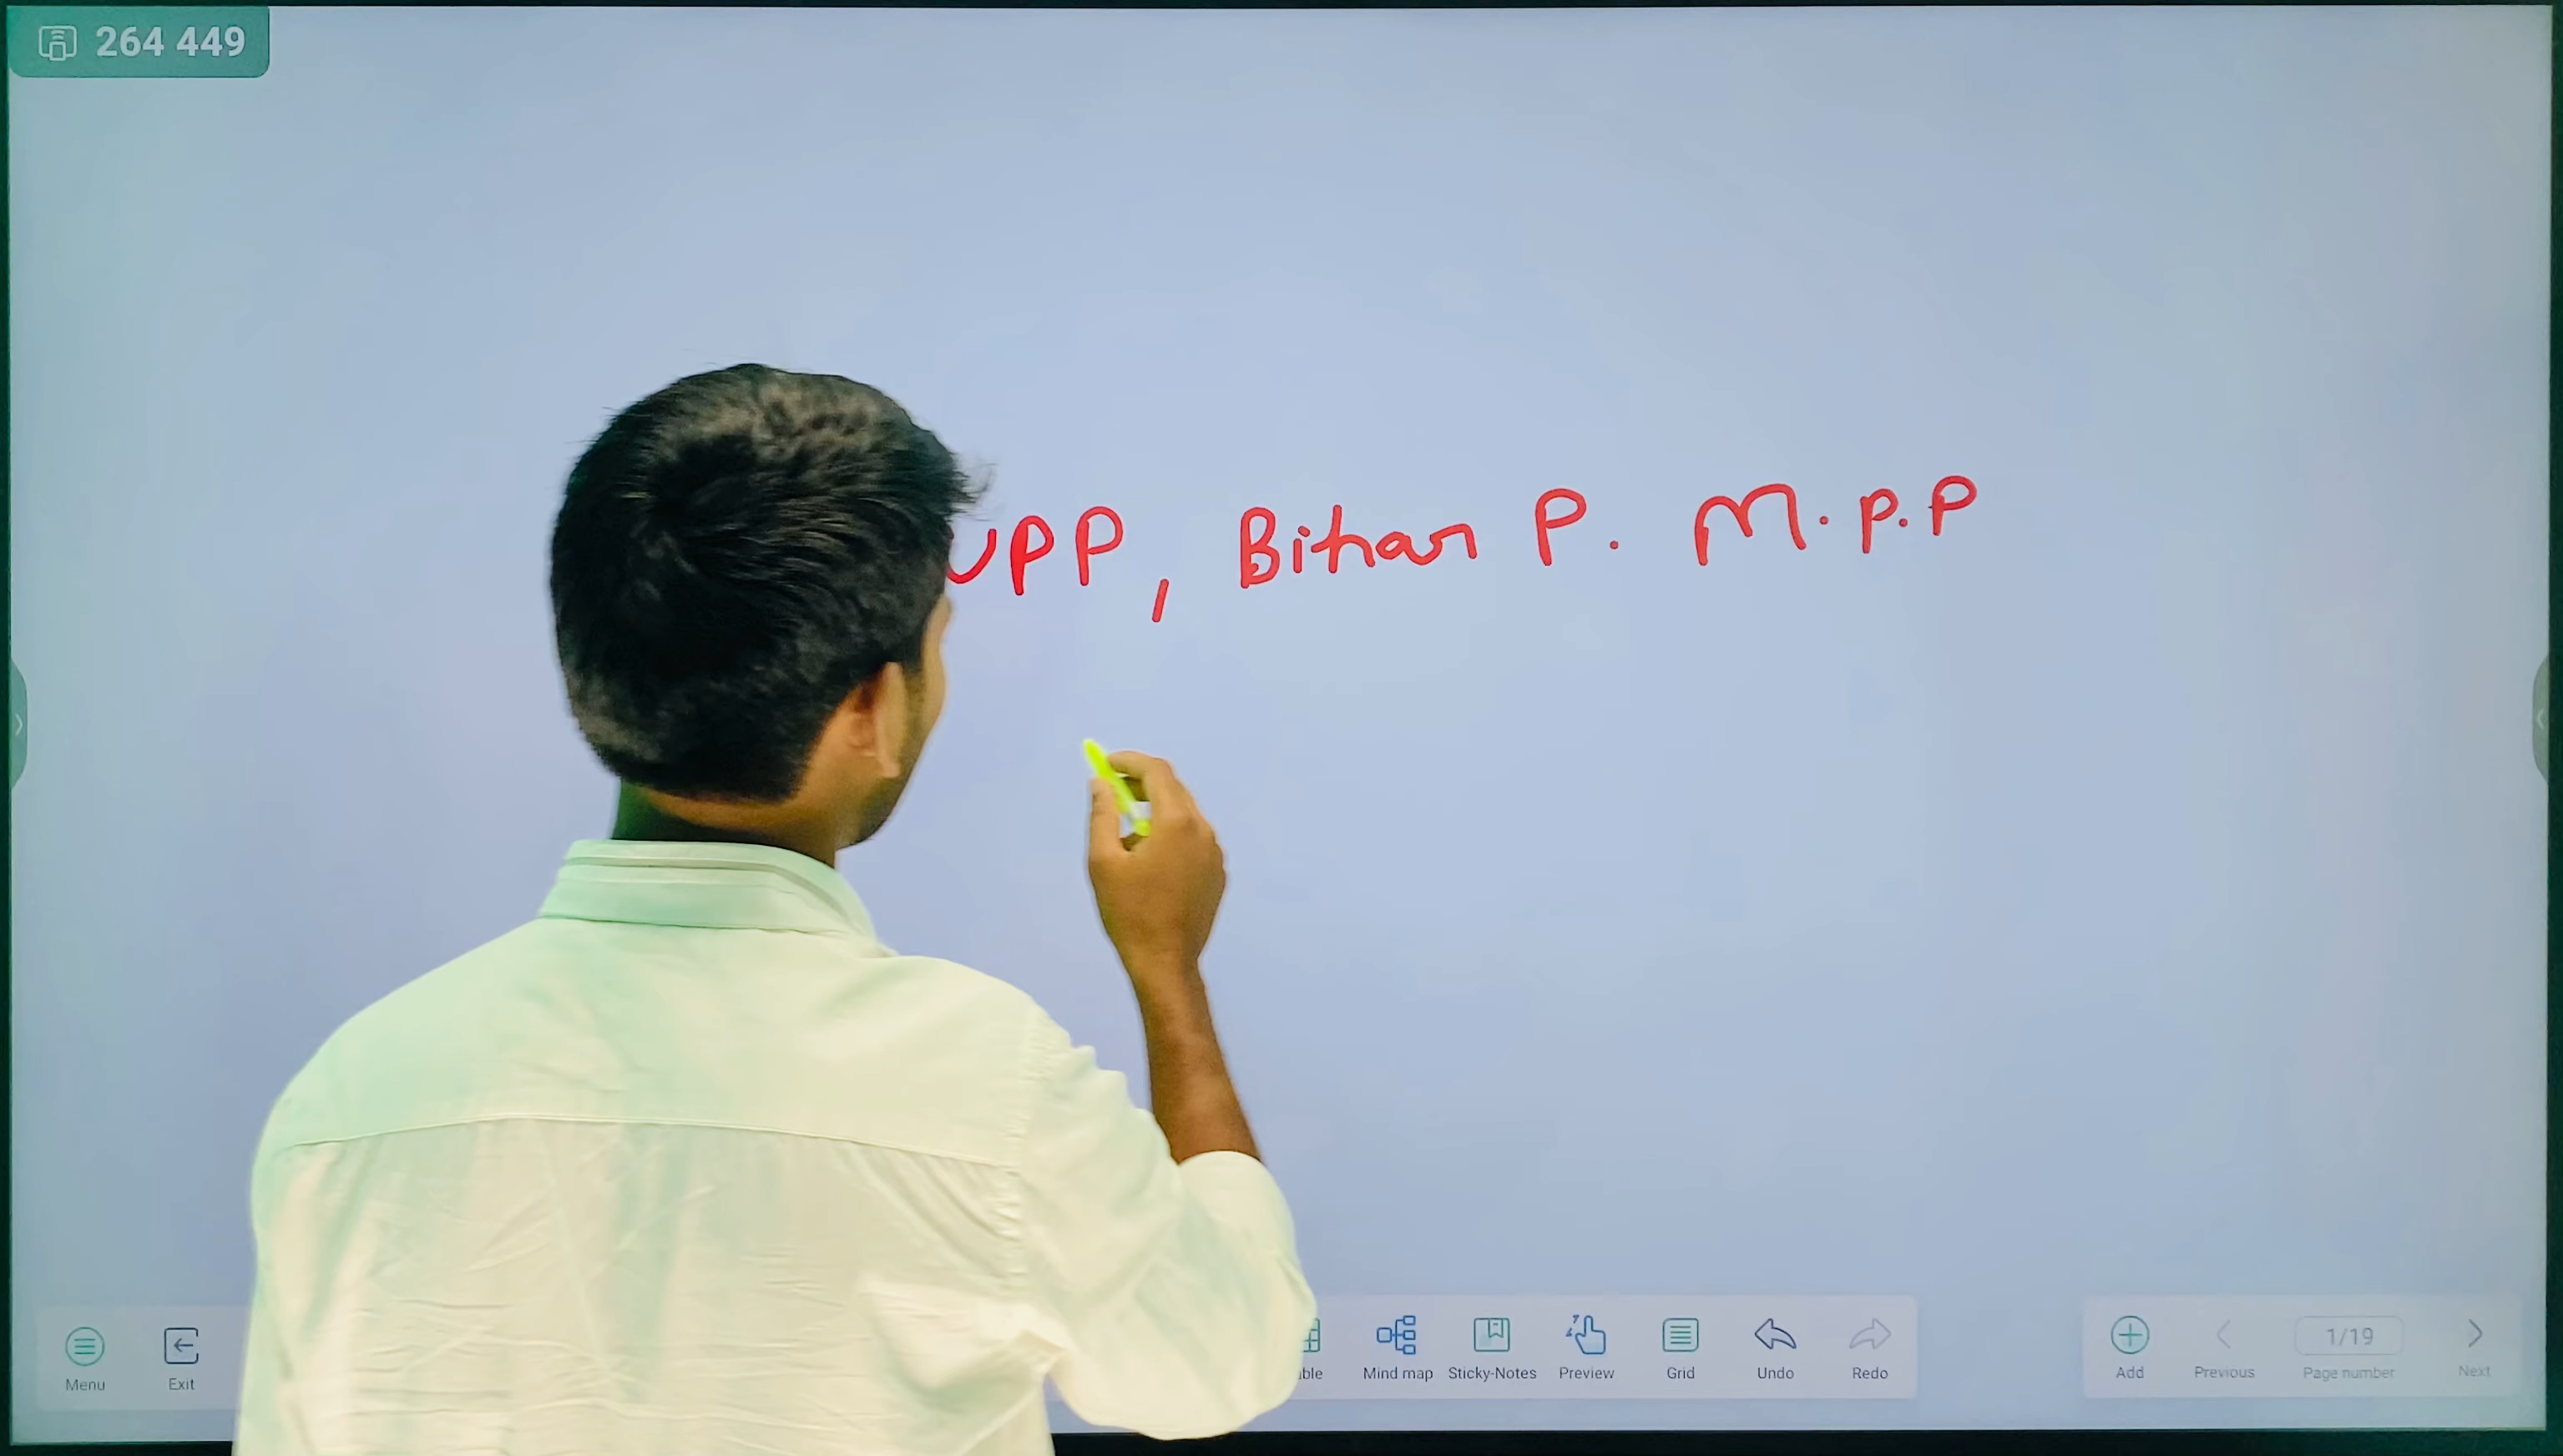 264 449
UPP, Bihar P. M.P.P
Menu Exit Mind map Sticky-Notes Preview Grid Undo Redo Add Previous 1/19 Page number Next